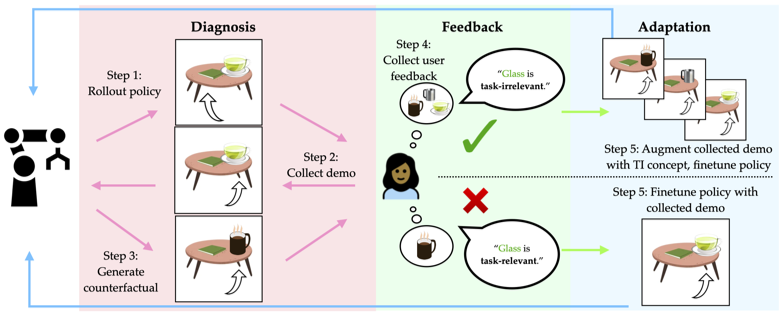 Diagnosis
Step 1:
Rollout policy
Step 2:
Collect demo
Step 3:
Generate
counterfactual
Feedback
Step 4:
Collect user
feedback
“Glass is
task-irrelevant.”
“Glass is
task-relevant.”
Adaptation
Step 5: Augment collected demo
with TI concept, finetune policy
Step 5: Finetune policy with
collected demo